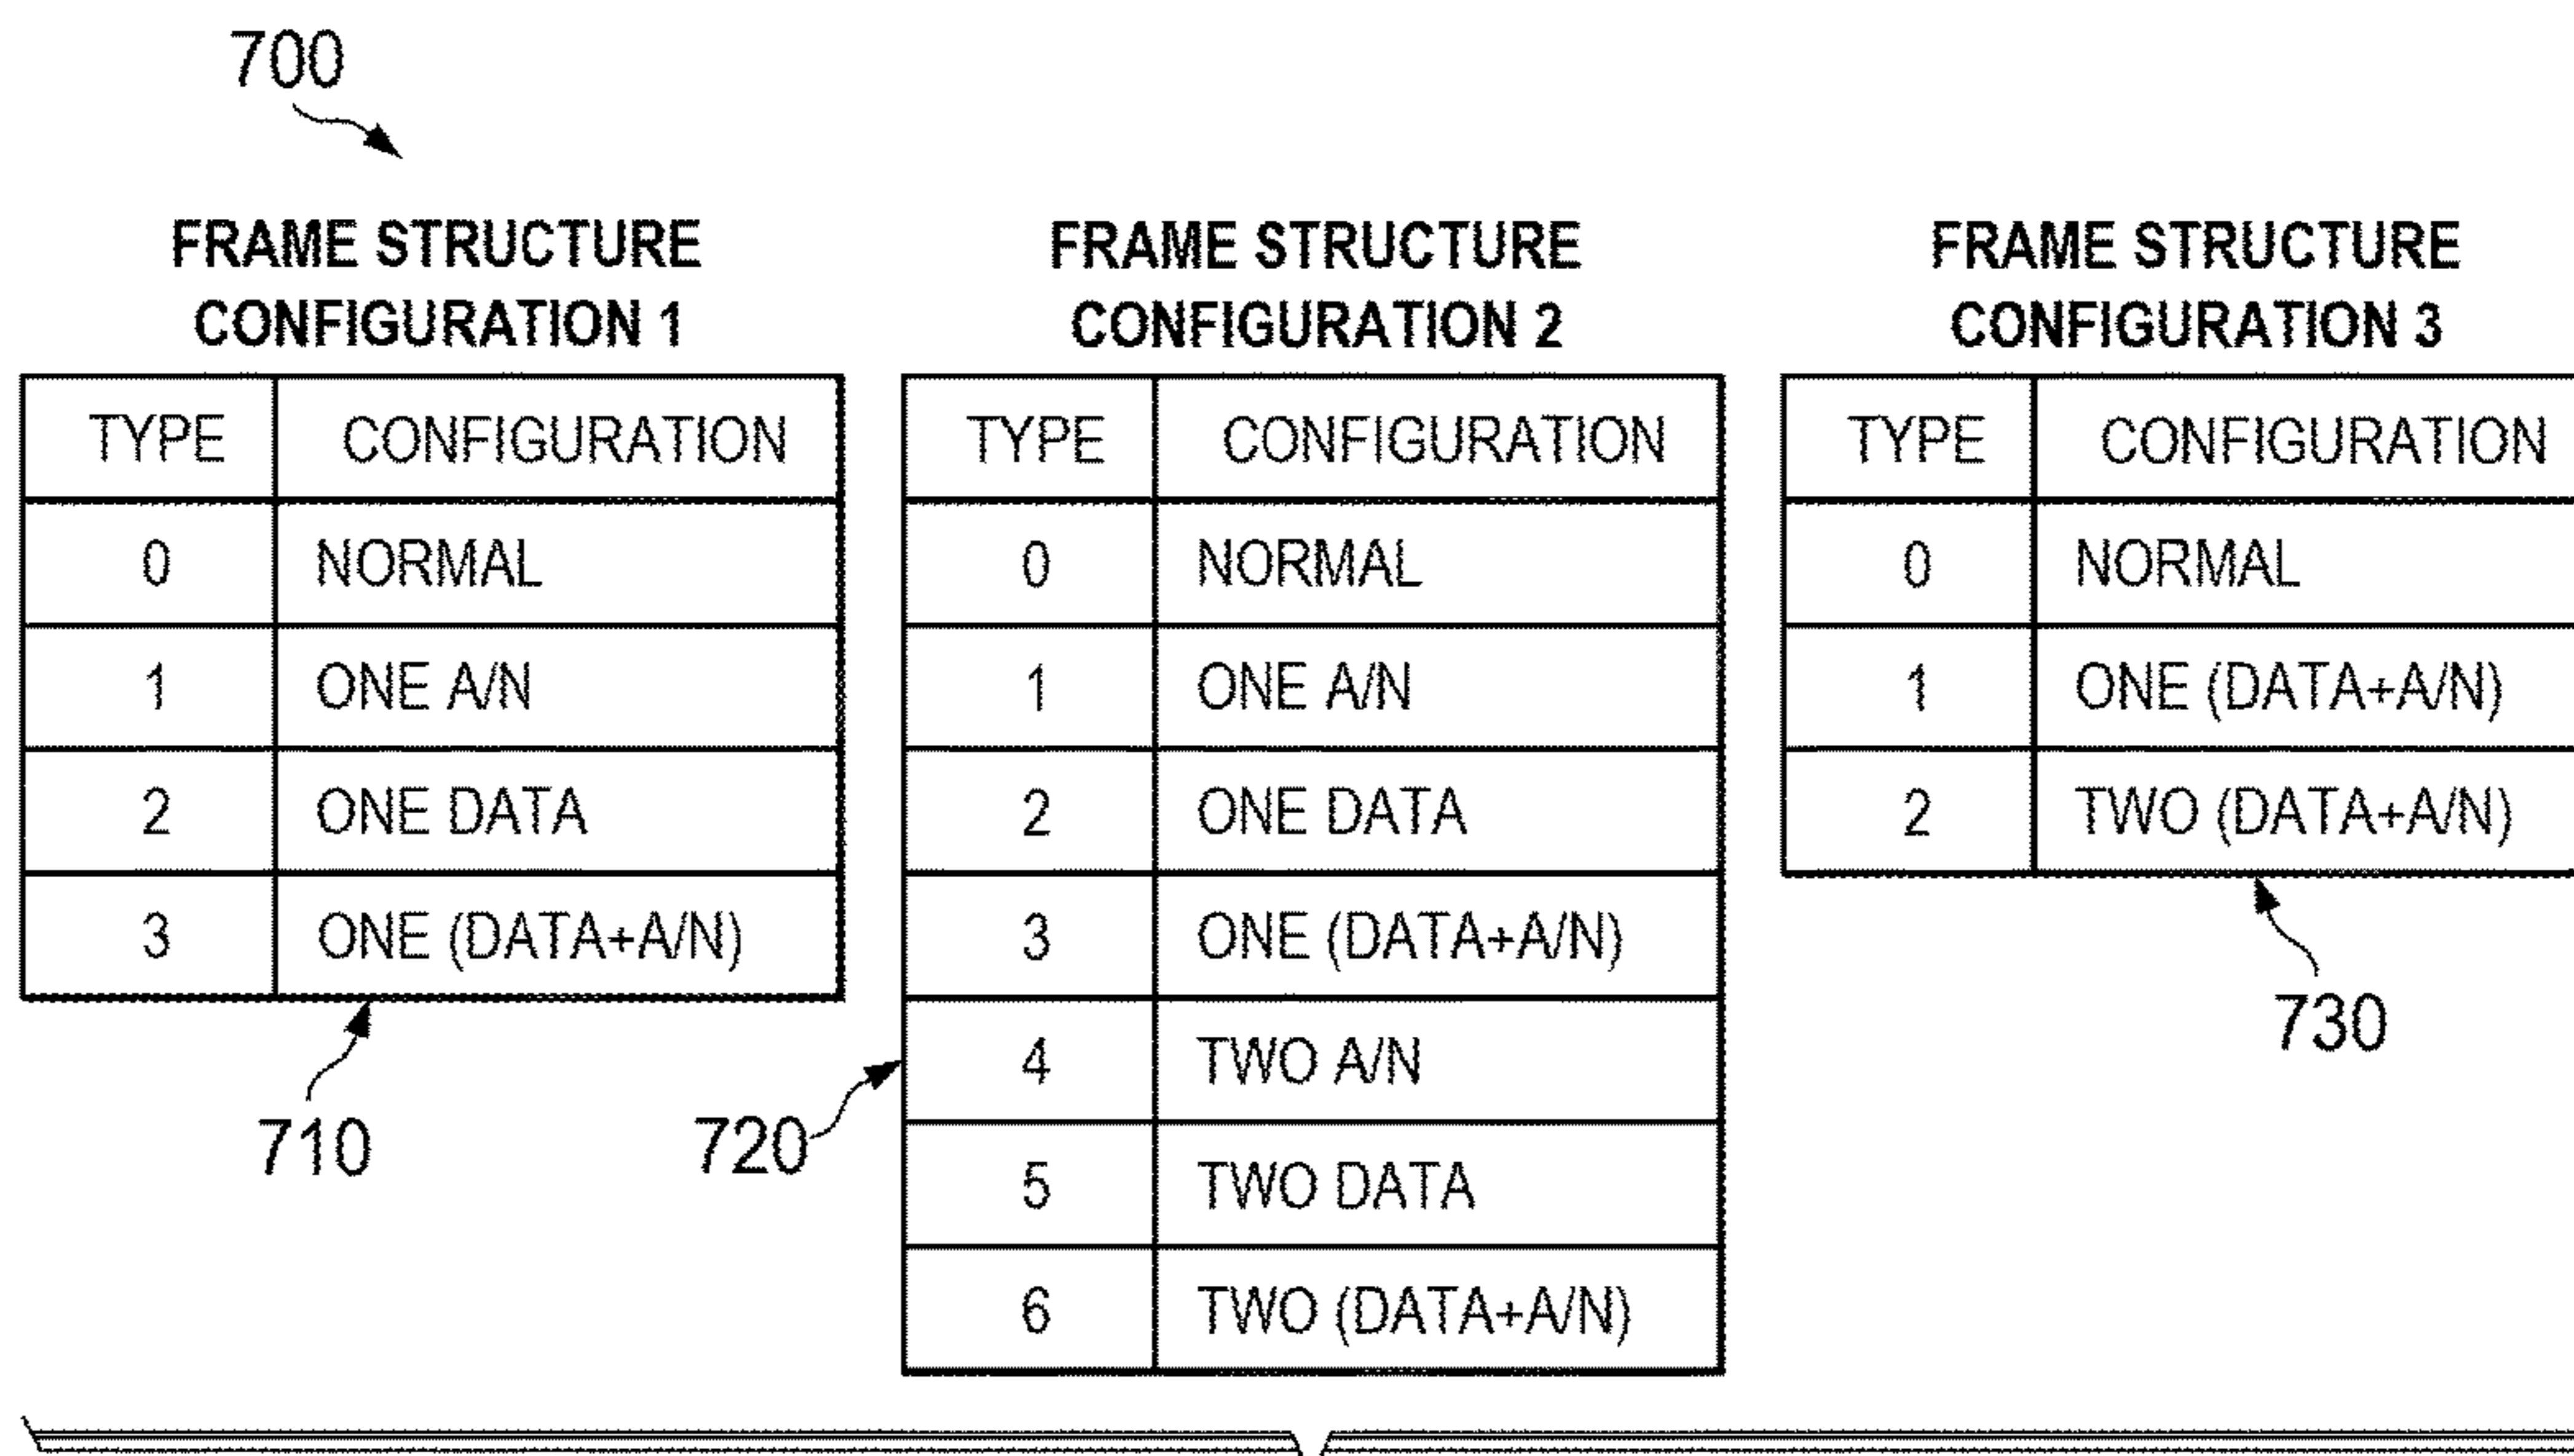 700
FRAME STRUCTURE
CONFIGURATION 1
TYPE CONFIGURATION
0 NORMAL
1 ONE A/N
2 ONE DATA
3 ONE (DATA+A/N)
710
FRAME STRUCTURE
CONFIGURATION 2
TYPE CONFIGURATION
0 NORMAL
1 ONE A/N
2 ONE DATA
3 ONE (DATA+A/N)
4 TWO A/N
5 TWO DATA
6 TWO (DATA+A/N)
720
FRAME STRUCTURE
CONFIGURATION 3
TYPE CONFIGURATION
0 NORMAL
1 ONE (DATA+A/N)
2 TWO (DATA+A/N)
730